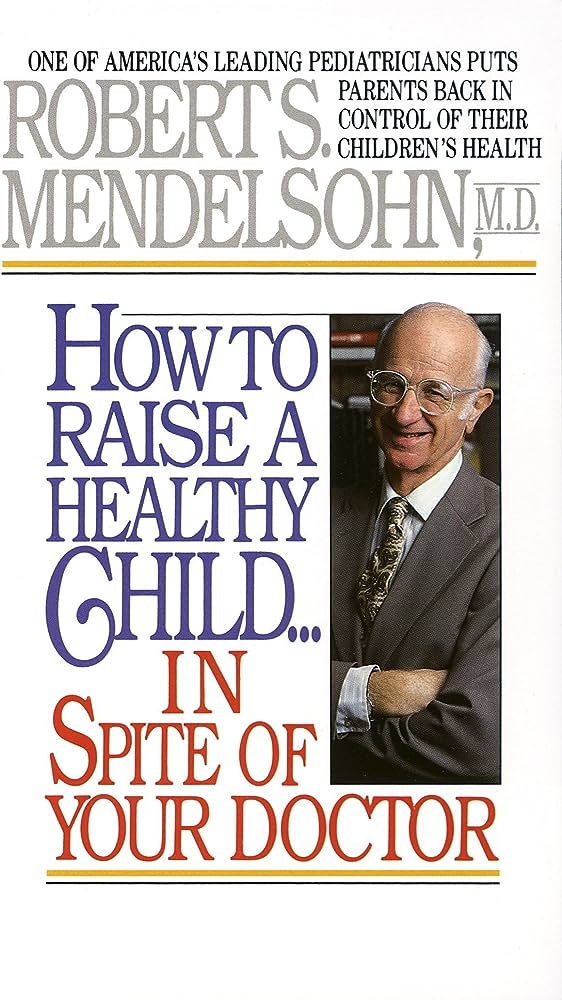 ONE OF AMERICA'S LEADING PEDIATRICIANS PUTS
PARENTS BACK IN
CONTROL OF THEIR
CHILDREN'S HEALTH
ROBERT S.
MENDELSOHN, M.D.
HOW TO
RAISE A
HEALTHY
CHILD...
IN
SPITE OF
YOUR DOCTOR